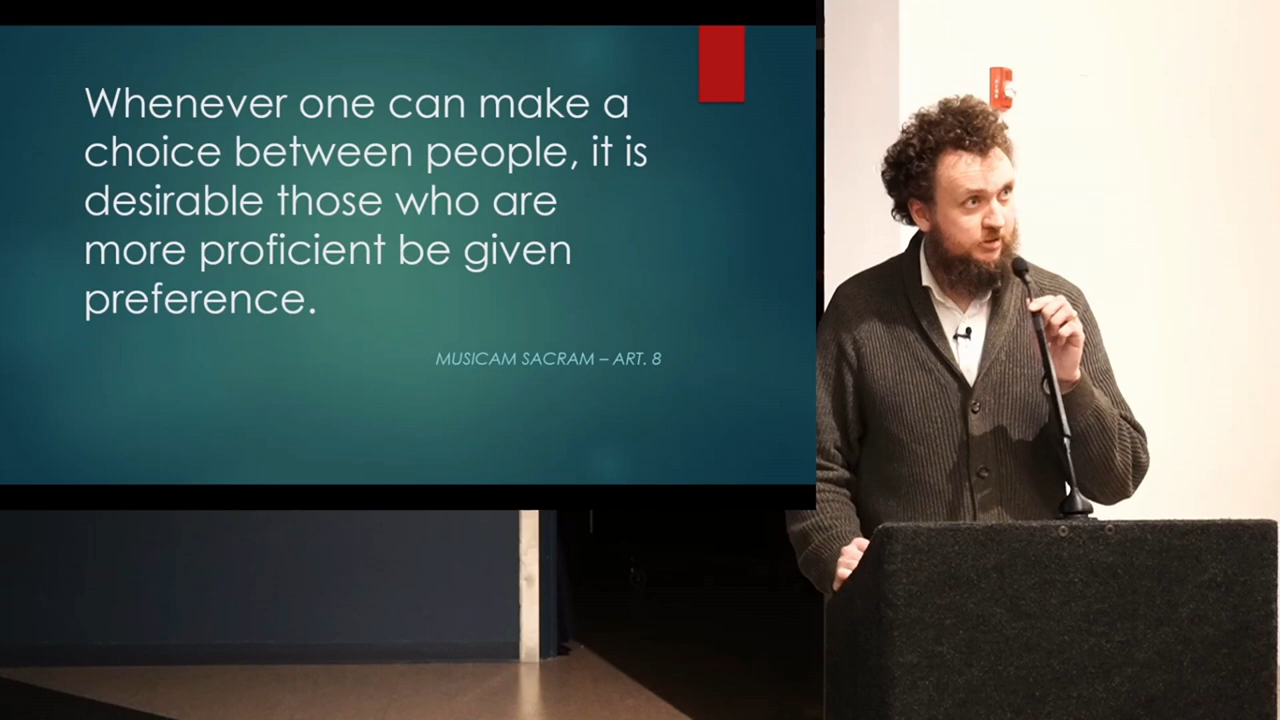 Whenever one can make a
choice between people, it is
desirable those who are
more proficient be given
preference.
MUSICAM SACRAM – ART. 8